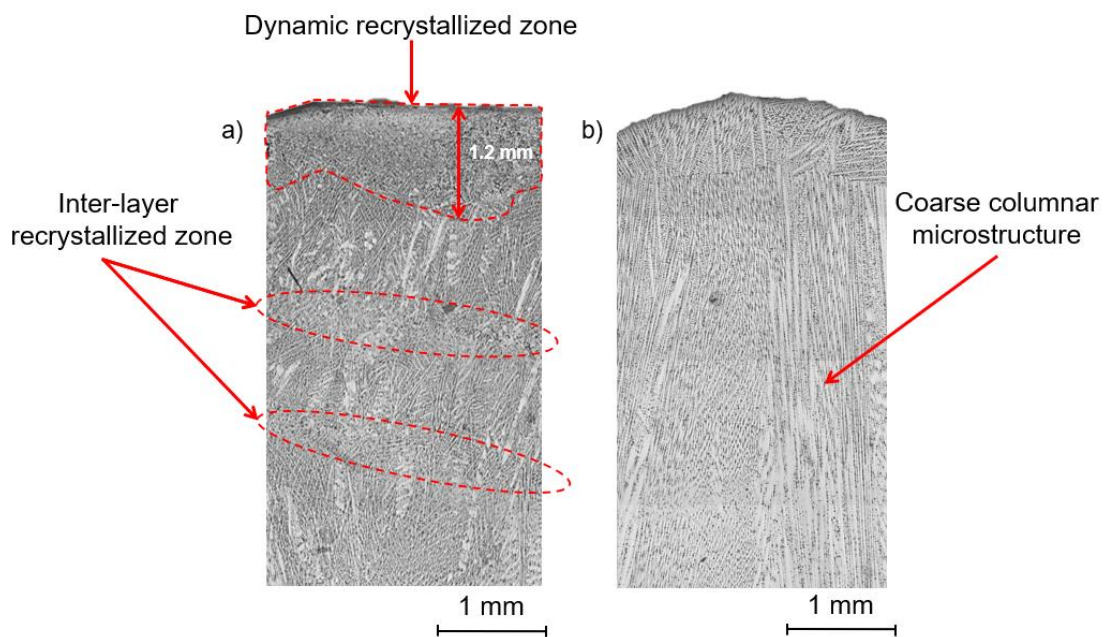 Dynamic recrystallized zone
a)
1.2 mm
b)
Inter-layer
recrystallized zone
Coarse columnar
microstructure
1 mm
1 mm